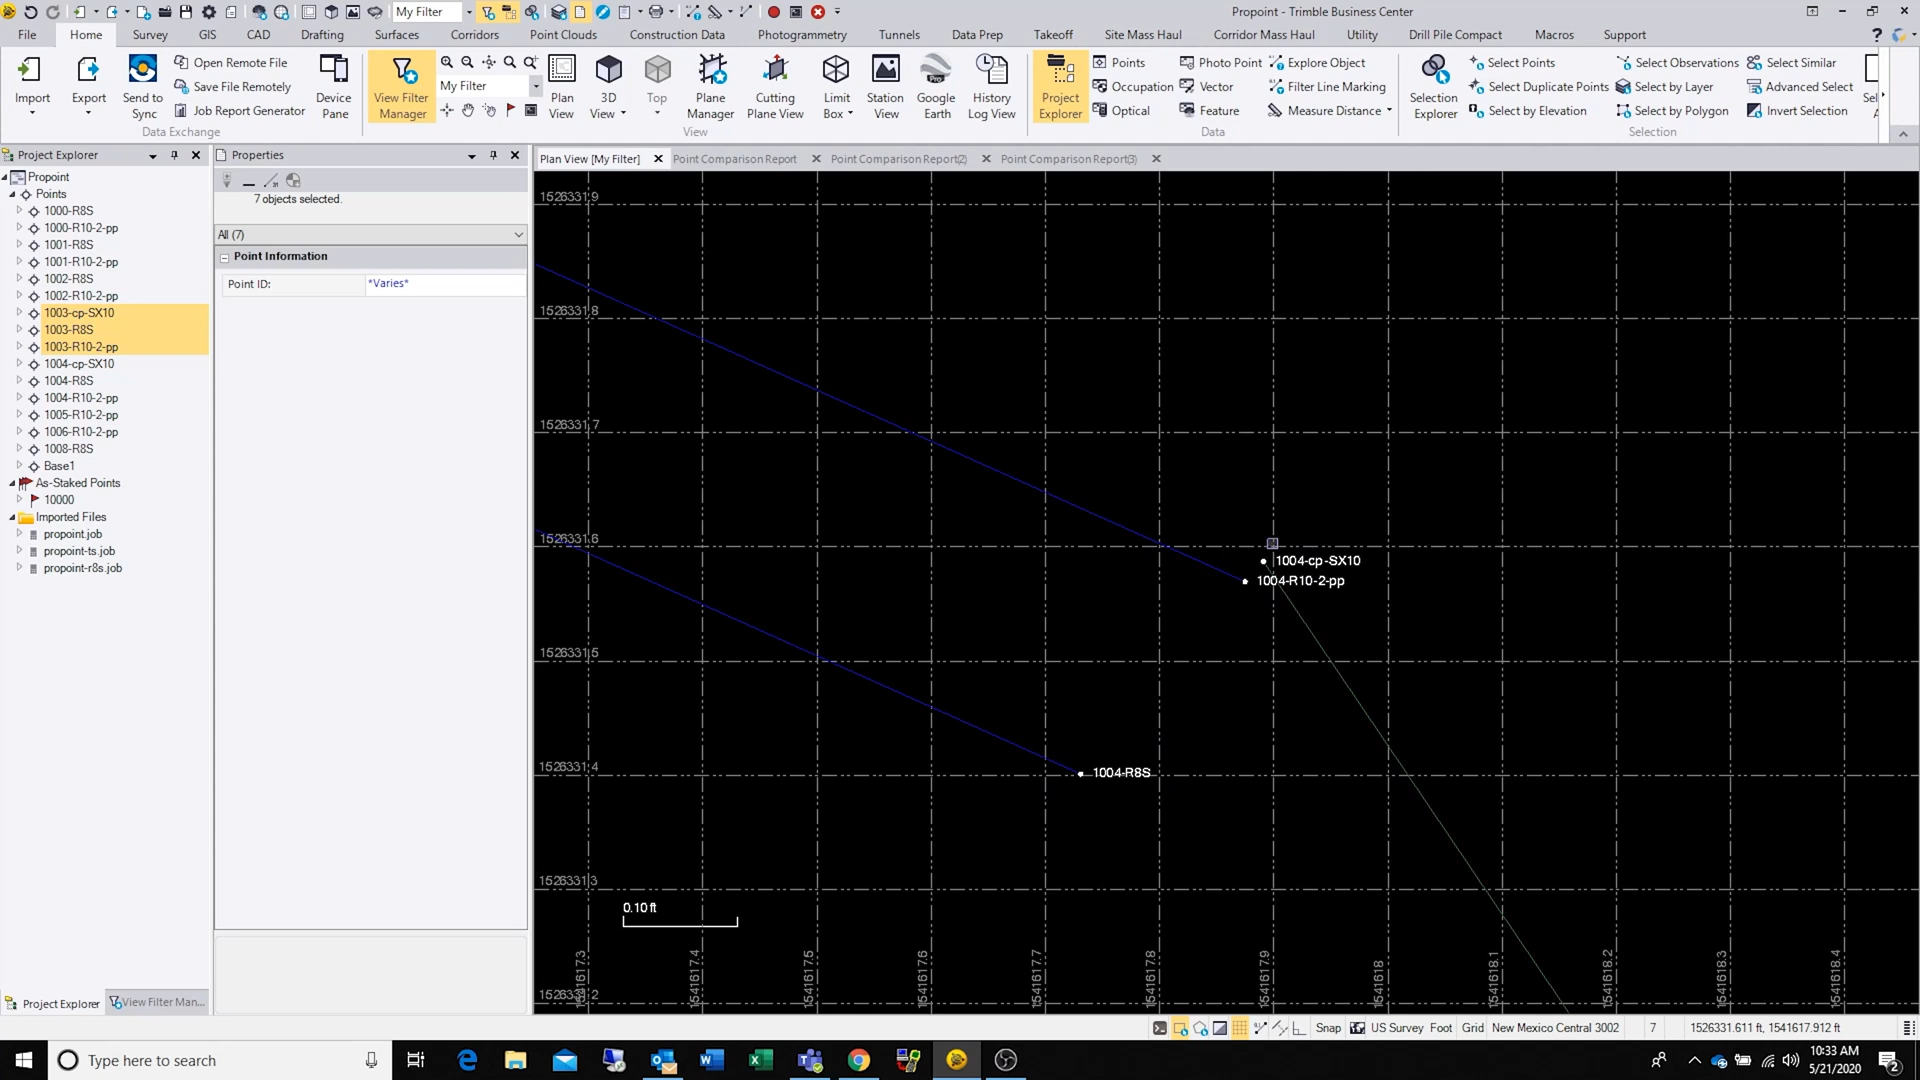 My Filter
Propoint - Trimble Business Center
File
Home
Survey
GIS
CAD
Drafting
Surfaces
Corridors
Point Clouds
Construction Data
Photogrammetry
Tunnels
Data Prep
Takeoff
Site Mass Haul
Corridor Mass Haul
Utility
Drill Pile Compact
Macros
Support
Import
Export
Send to Sync
Open Remote File
Save File Remotely
Job Report Generator
Device Pane
Data Exchange
View Filter Manager
My Filter
Plan View
3D View
Top
Plane Manager
Cutting Plane View
Limit Box
Station View
Google Earth
History Log View
View
Project Explorer
Points
Occupation
Optical
Photo Point
Vector
Feature
Explore Object
Filter Line Marking
Measure Distance
Data
Selection Explorer
Select Points
Select Duplicate Points
Select by Elevation
Select Observations
Select by Layer
Select by Polygon
Select Similar
Advanced Select
Invert Selection
Selection
Project Explorer
Propoint
Points
1000-R8S
1000-R10-2-pp
1001-R8S
1001-R10-2-pp
1002-R8S
1002-R10-2-pp
1003-cp-SX10
1003-R8S
1003-R10-2-pp
1004-cp-SX10
1004-R8S
1004-R10-2-pp
1005-R10-2-pp
1006-R10-2-pp
1008-R8S
Base1
As-Staked Points
10000
Imported Files
propoint.job
propoint-ts.job
propoint-r8s.job
Project Explorer
View Filter Man...
Properties
7 objects selected.
All (7)
Point Information
Point ID:
*Varies*
Plan View [My Filter]
Point Comparison Report
Point Comparison Report(2)
Point Comparison Report(3)
1526331.9
1526331.8
1526331.7
1526331.6
1526331.5
1526331.4
1526331.3
1526331.2
1004-cp-SX10
1004-R10-2-pp
1004-R8S
0.10 ft
1541617.3
1541617.4
1541617.5
1541617.6
1541617.7
1541617.8
1541617.9
1541618
1541618.1
1541618.2
1541618.3
1541618.4
Snap
US Survey Foot
Grid
New Mexico Central 3002
7
1526331.611 ft, 1541617.912 ft
Type here to search
10:33 AM
5/21/2020
2